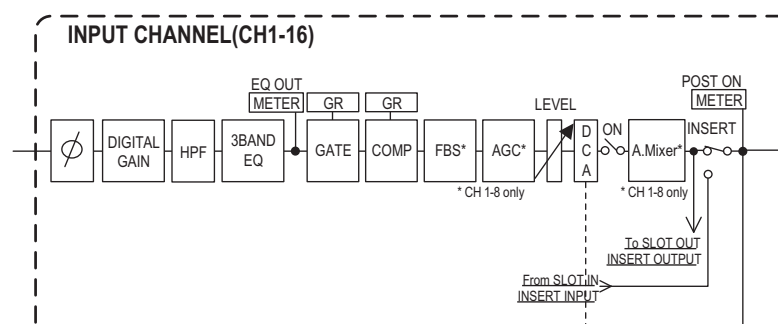 INPUT CHANNEL(CH1-16)
EQ OUT
METER
GR
GR
LEVEL
POST ON
METER
ϕ
DIGITAL
GAIN
HPF
3BAND
EQ
GATE
COMP
FBS*
AGC*
D
C
A
ON
A.Mixer*
INSERT
* CH 1-8 only
* CH 1-8 only
To SLOT OUT
INSERT OUTPUT
From SLOT IN
INSERT INPUT